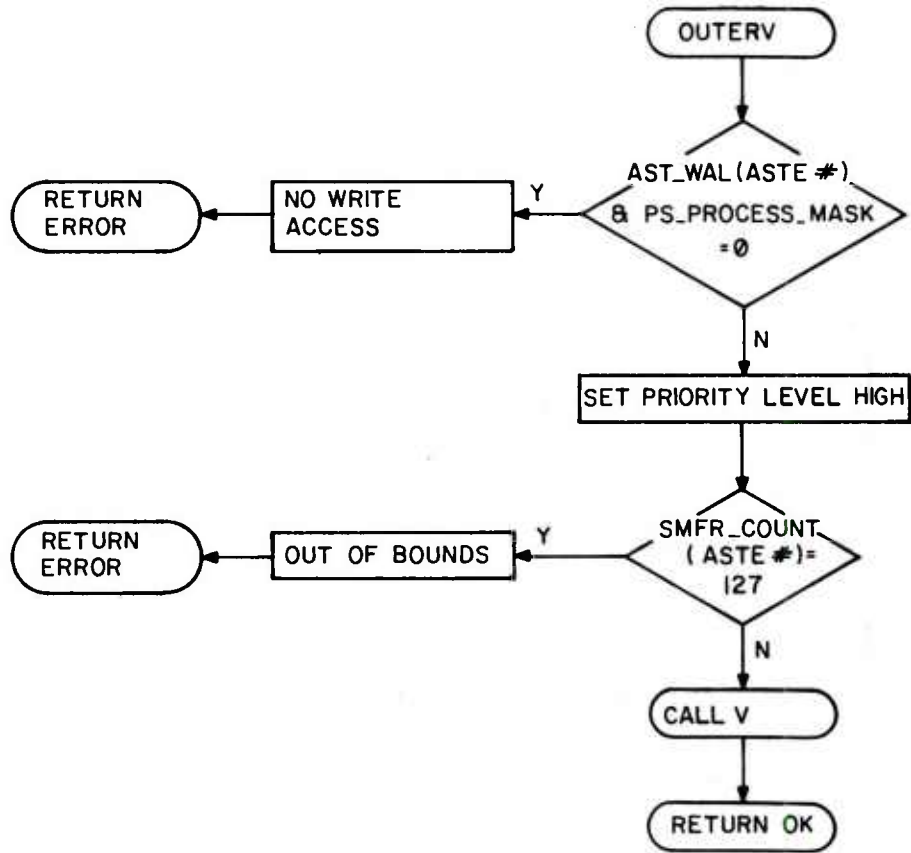 OUTERV
AST_WAL(ASTE #)
& PS_PROCESS_MASK
=0
Y
NO WRITE
ACCESS
RETURN
ERROR
N
SET PRIORITY LEVEL HIGH
SMFR_COUNT
(ASTE #)=
127
Y
OUT OF BOUNDS
RETURN
ERROR
N
CALL V
RETURN OK